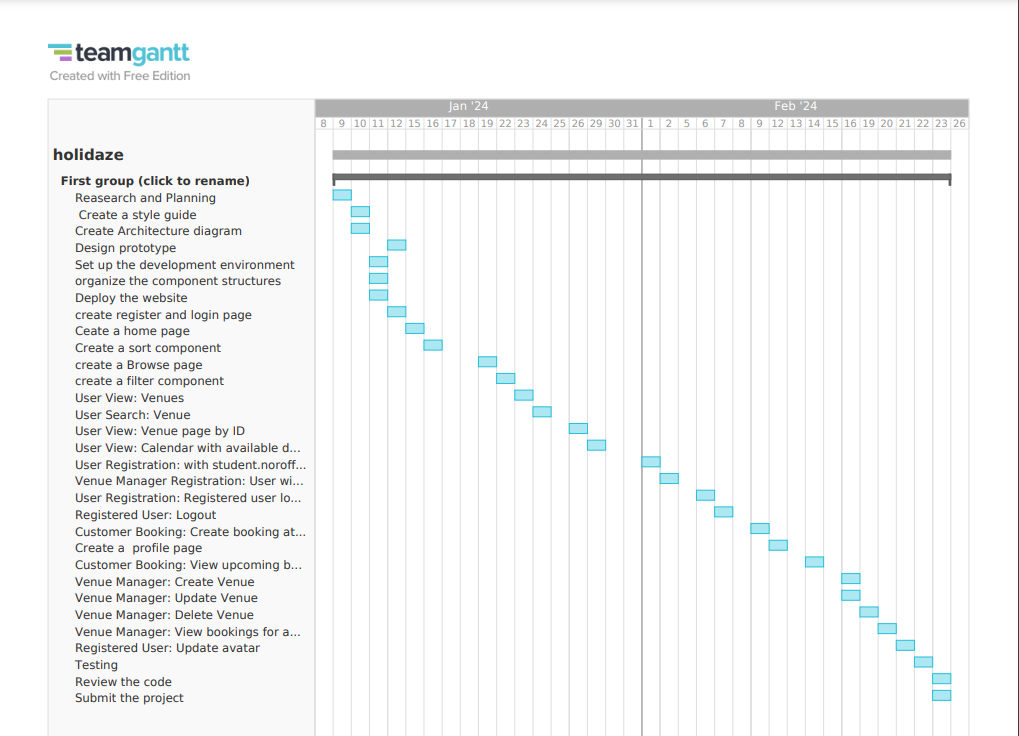 teamgantt
Created with Free Edition
Jan '24 Feb '24
8 9 10 11 12 15 16 17 18 19 22 23 24 25 26 29 30 31 1 2 5 6 7 8 9 12 13 14 15 16 19 20 21 22 23 26
holidaze
First group (click to rename)
Reasearch and Planning
Create a style guide
Create Architecture diagram
Design prototype
Set up the development environment
organize the component structures
Deploy the website
create register and login page
Ceate a home page
Create a sort component
create a Browse page
create a filter component
User View: Venues
User Search: Venue
User View: Venue page by ID
User View: Calendar with available d...
User Registration: with student.noroff...
Venue Manager Registration: User wi...
User Registration: Registered user lo...
Registered User: Logout
Customer Booking: Create booking at...
Create a  profile page
Customer Booking: View upcoming b...
Venue Manager: Create Venue
Venue Manager: Update Venue
Venue Manager: Delete Venue
Venue Manager: View bookings for a...
Registered User: Update avatar
Testing
Review the code
Submit the project